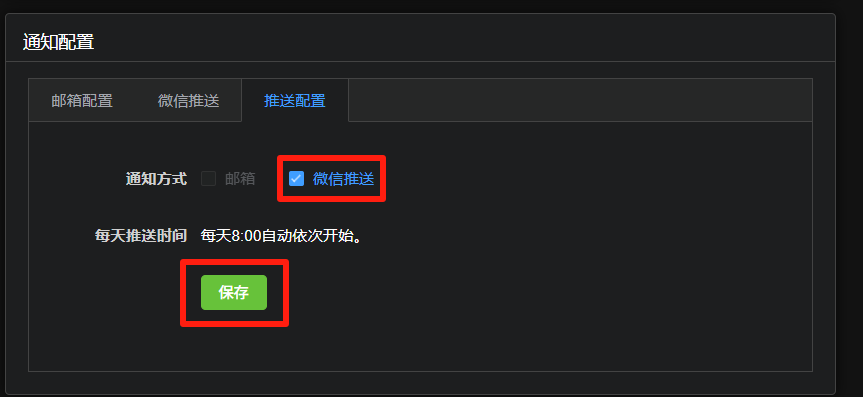 通知配置
邮箱配置 微信推送 推送配置
通知方式 邮箱 微信推送
每天推送时间 每天8:00自动依次开始。
保存